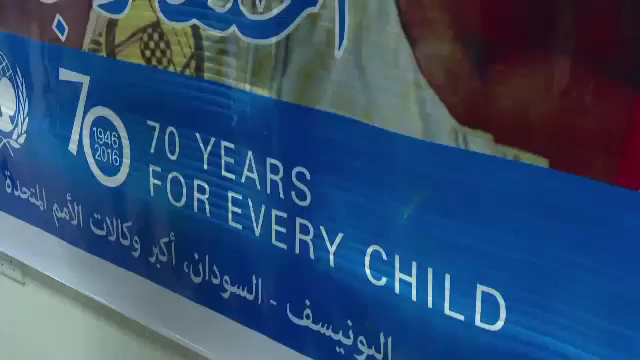 70
1946
2016
70 YEARS
FOR EVERY CHILD
اليونيسف - السودان، أكبر وكالات الأمم المتحدة